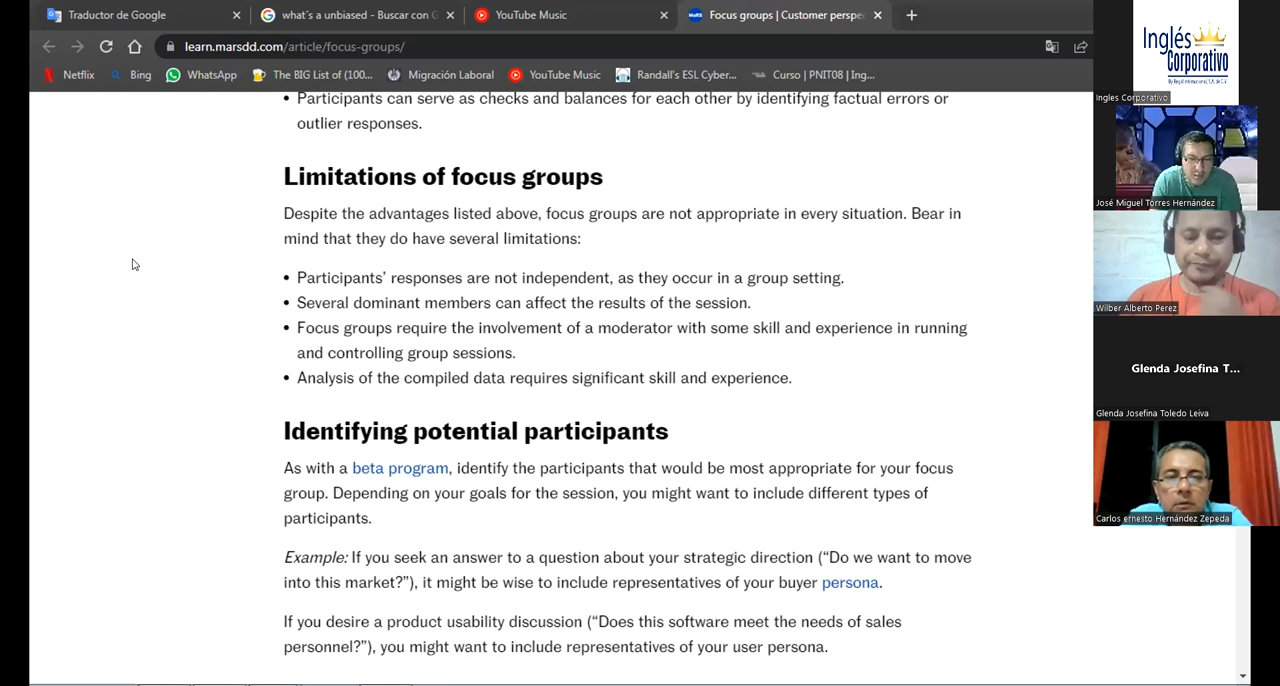 Traductor de Google
what´s a unbiased - Buscar con G
YouTube Music
Focus groups | Customer perspe
learn.marsdd.com/article/focus-groups/
Netflix
Bing
WhatsApp
The BIG List of (100...
Migración Laboral
YouTube Music
Randall's ESL Cyber...
Curso | PNIT08 | Ing...
• Participants can serve as checks and balances for each other by identifying factual errors or
outlier responses.
Limitations of focus groups
Despite the advantages listed above, focus groups are not appropriate in every situation. Bear in
mind that they do have several limitations:
• Participants' responses are not independent, as they occur in a group setting.
• Several dominant members can affect the results of the session.
• Focus groups require the involvement of a moderator with some skill and experience in running
and controlling group sessions.
• Analysis of the compiled data requires significant skill and experience.
Identifying potential participants
As with a beta program, identify the participants that would be most appropriate for your focus
group. Depending on your goals for the session, you might want to include different types of
participants.
Example: If you seek an answer to a question about your strategic direction (“Do we want to move
into this market?”), it might be wise to include representatives of your buyer persona.
If you desire a product usability discussion (“Does this software meet the needs of sales
personnel?”), you might want to include representatives of your user persona.
Inglés
Corporativo
Ingles Corporativo
José Miguel Torres Hernández
Wilber Alberto Perez
Glenda Josefina T...
Glenda Josefina Toledo Leiva
Carlos ernesto Hernández Zepeda